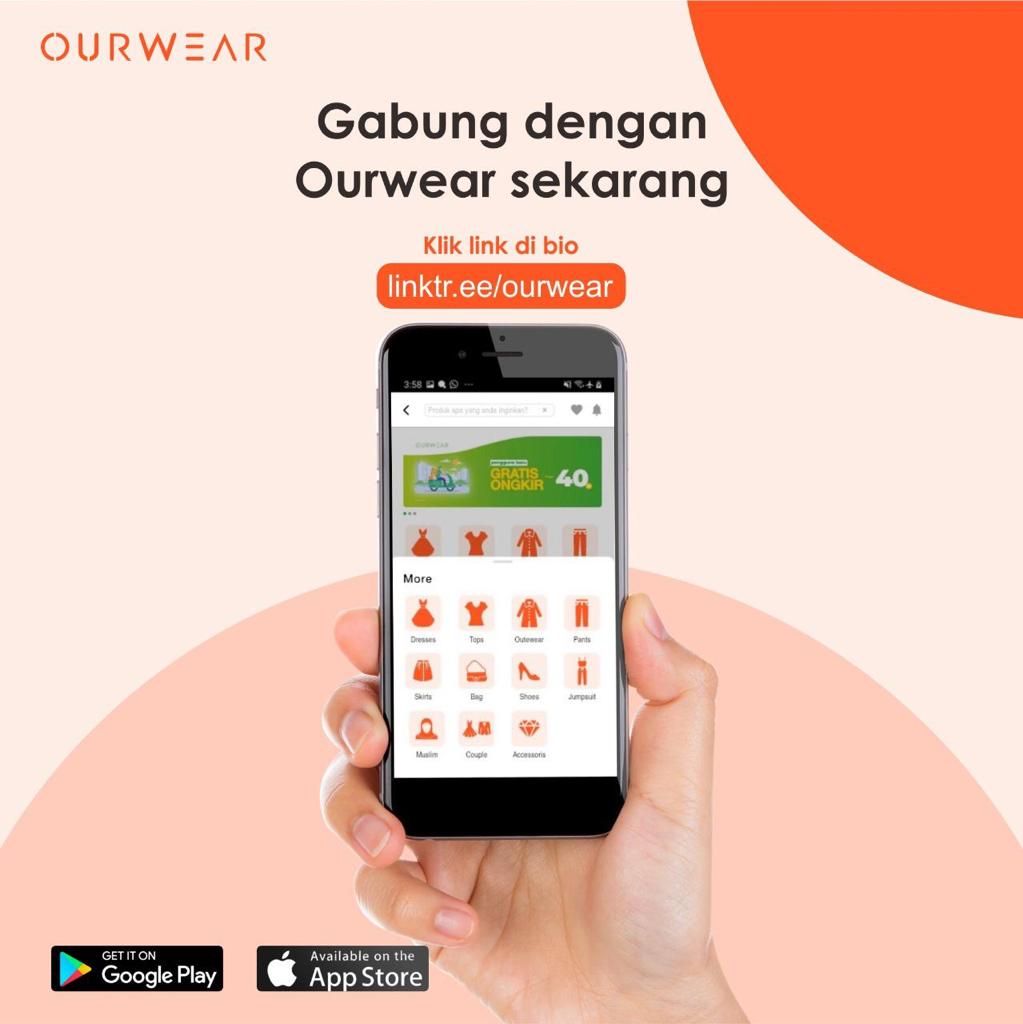 OURWEAR
Gabung dengan
Ourwear sekarang
Klik link di bio
linktr.ee/ourwear
3:58
Produk apa yang anda inginkan?
OURWEAR
pengguna baru
GRATIS
ONGKIR
40
More
Dresses Tops Outewear Pants
Skirts Bag Shoes Jumpsuit
Muslim Couple Accessoris
GET IT ON
Google Play
Available on the
App Store